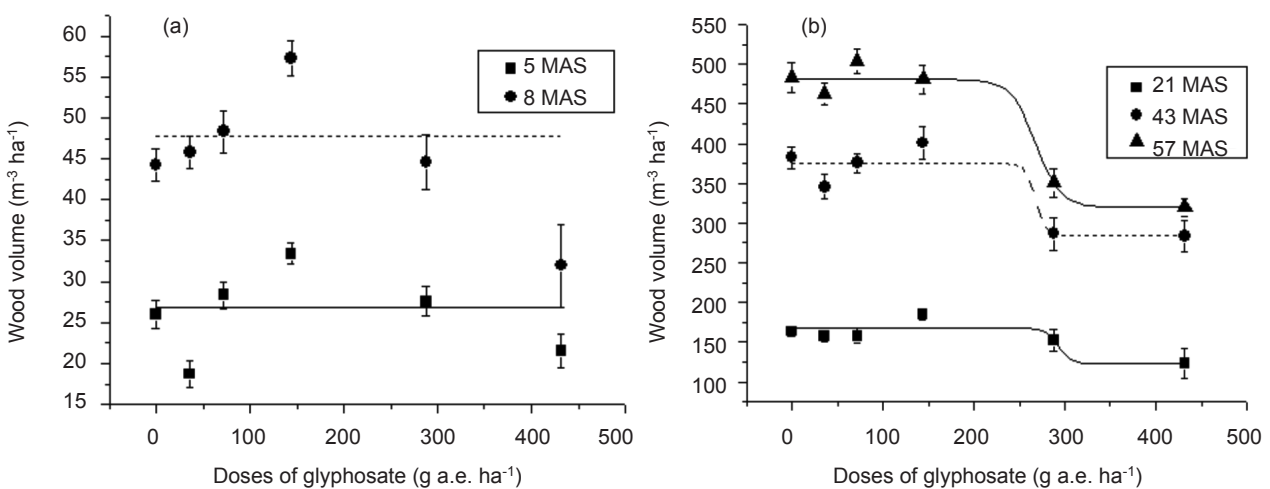 (a)
60
55
50
45
40
35
30
25
20
15
Wood volume (m⁻³ ha⁻¹)
5 MAS
8 MAS
0 100 200 300 400 500
Doses of glyphosate (g a.e. ha⁻¹)
(b)
550
500
450
400
350
300
250
200
150
100
Wood volume (m⁻³ ha⁻¹)
21 MAS
43 MAS
57 MAS
0 100 200 300 400 500
Doses of glyphosate (g a.e. ha⁻¹)